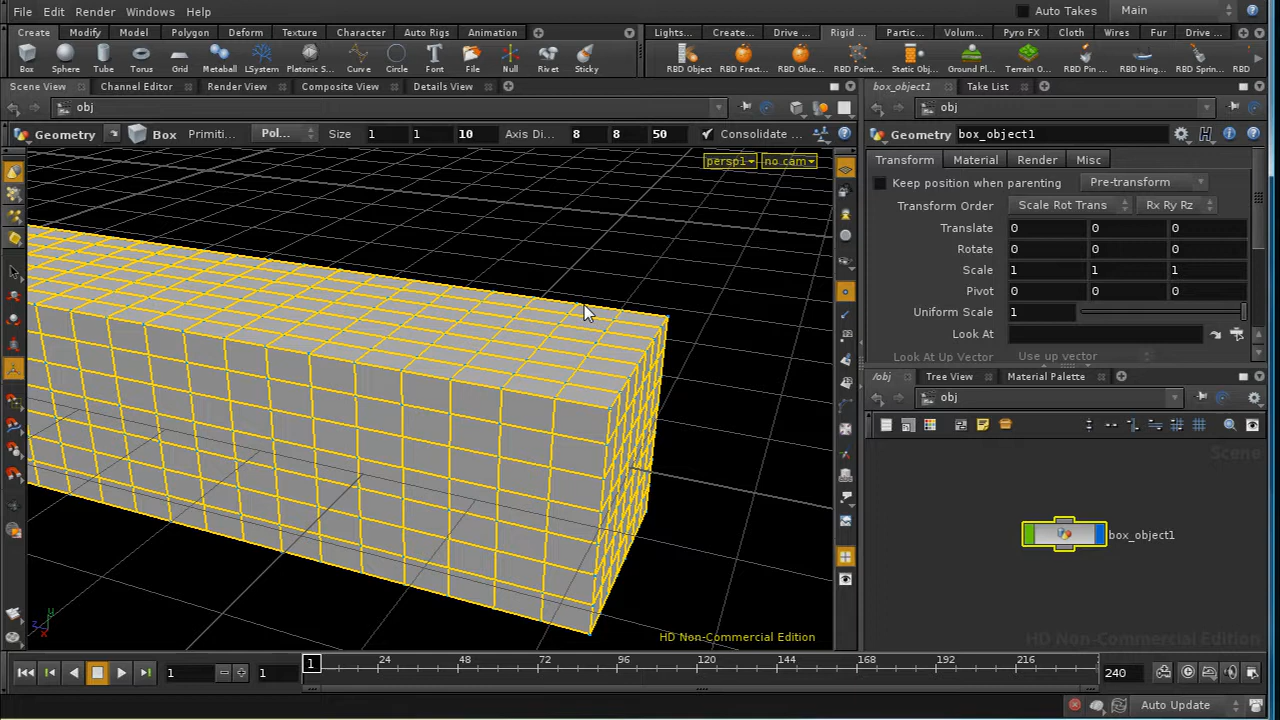 File Edit Render Windows Help
Auto Takes Main
Create Modify Model Polygon Deform Texture Character Auto Rigs Animation
Lights... Create... Drive ... Rigid ... Partic... Volum... Pyro FX Cloth Wires Fur Drive ...
Box Sphere Tube Torus Grid Metaball LSystem Platonic S... Curve Circle Font File Null Rivet Sticky
RBD Object RBD Fract... RBD Glue... RBD Point... Static Obj... Ground Pl... Terrain O... RBD Pin ... RBD Hing... RBD Sprin... RBD
Scene View Channel Editor Render View Composite View Details View
box_object1 Take List
obj
obj
Geometry Box Primiti... Pol... Size 1 1 10 Axis Di... 8 8 50 Consolidate ...
Geometry box_object1
persp1 no cam
Transform Material Render Misc
Keep position when parenting Pre-transform
Transform Order Scale Rot Trans Rx Ry Rz
Translate 0 0 0
Rotate 0 0 0
Scale 1 1 1
Pivot 0 0 0
Uniform Scale 1
Look At
Look At Up Vector Use up vector
/obj Tree View Material Palette
obj
Scene
box_object1
z y x
HD Non-Commercial Edition
HD Non-Commercial Edition
1 1 1 24 48 72 96 120 144 168 192 216 240
Auto Update